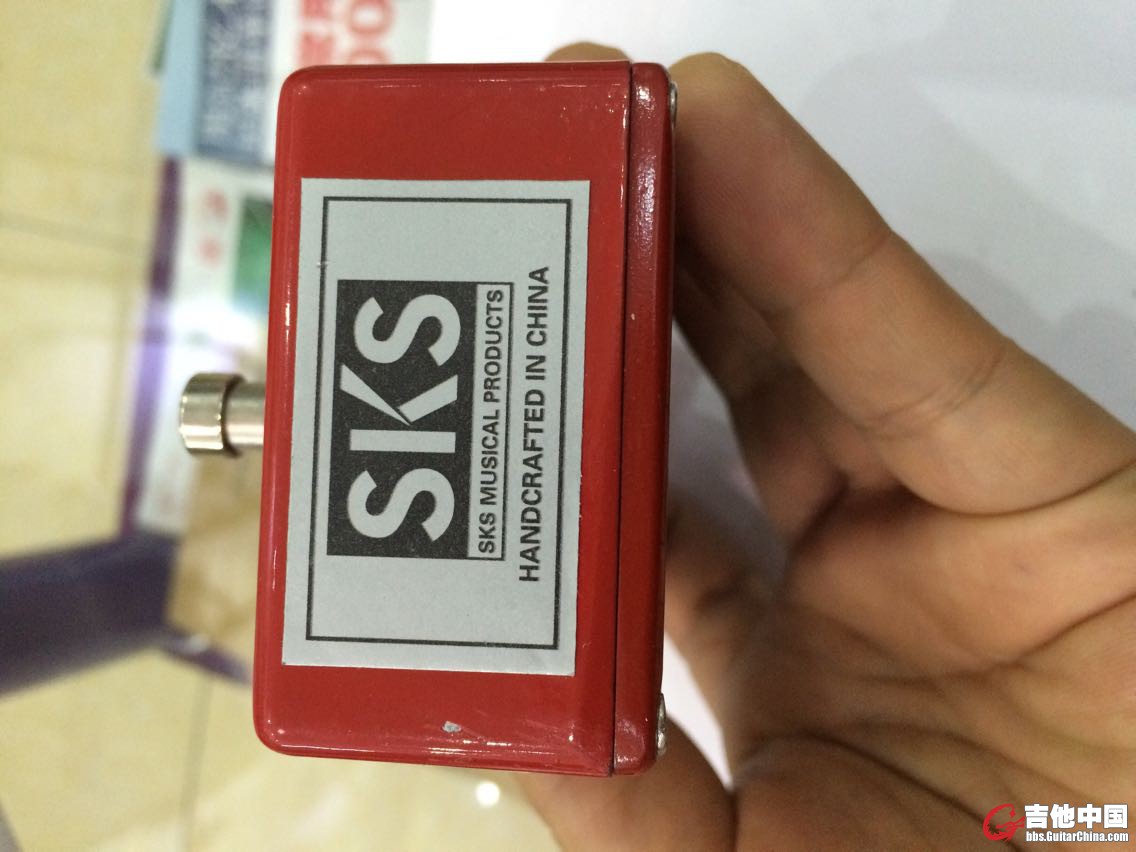 SKS
SKS MUSICAL PRODUCTS
HANDCRAFTED IN CHINA
吉他中国
bbs.GuitarChina.com